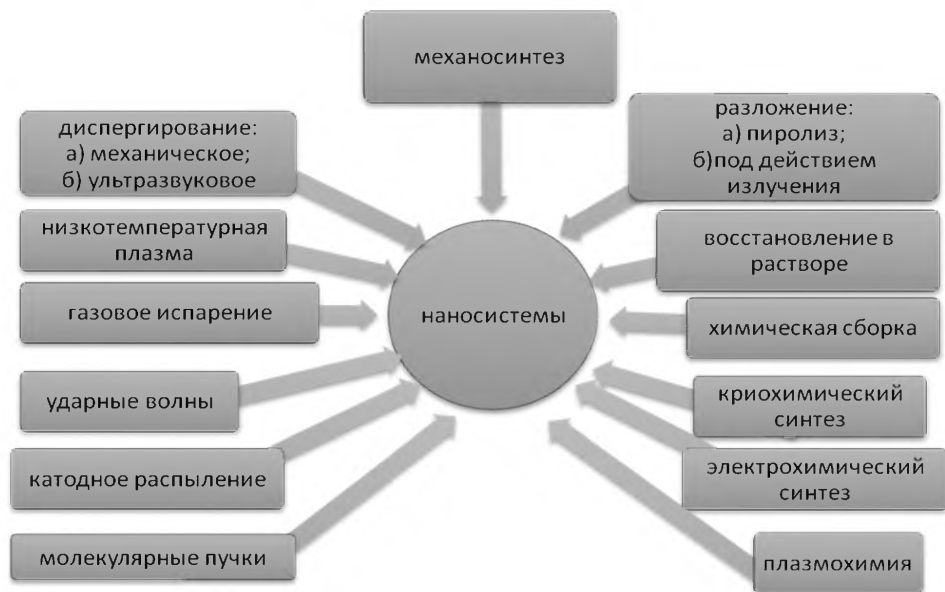 механосинтез
диспергирование:
а) механическое;
б) ультразвуковое
низкотемпературная
плазма
газовое испарение
ударные волны
катодное распыление
молекулярные пучки
наносистемы
разложение:
а) пиролиз;
б)под действием
излучения
восстановление в
растворе
химическая сборка
криохимический
синтез
электрохимический
синтез
плазмохимия